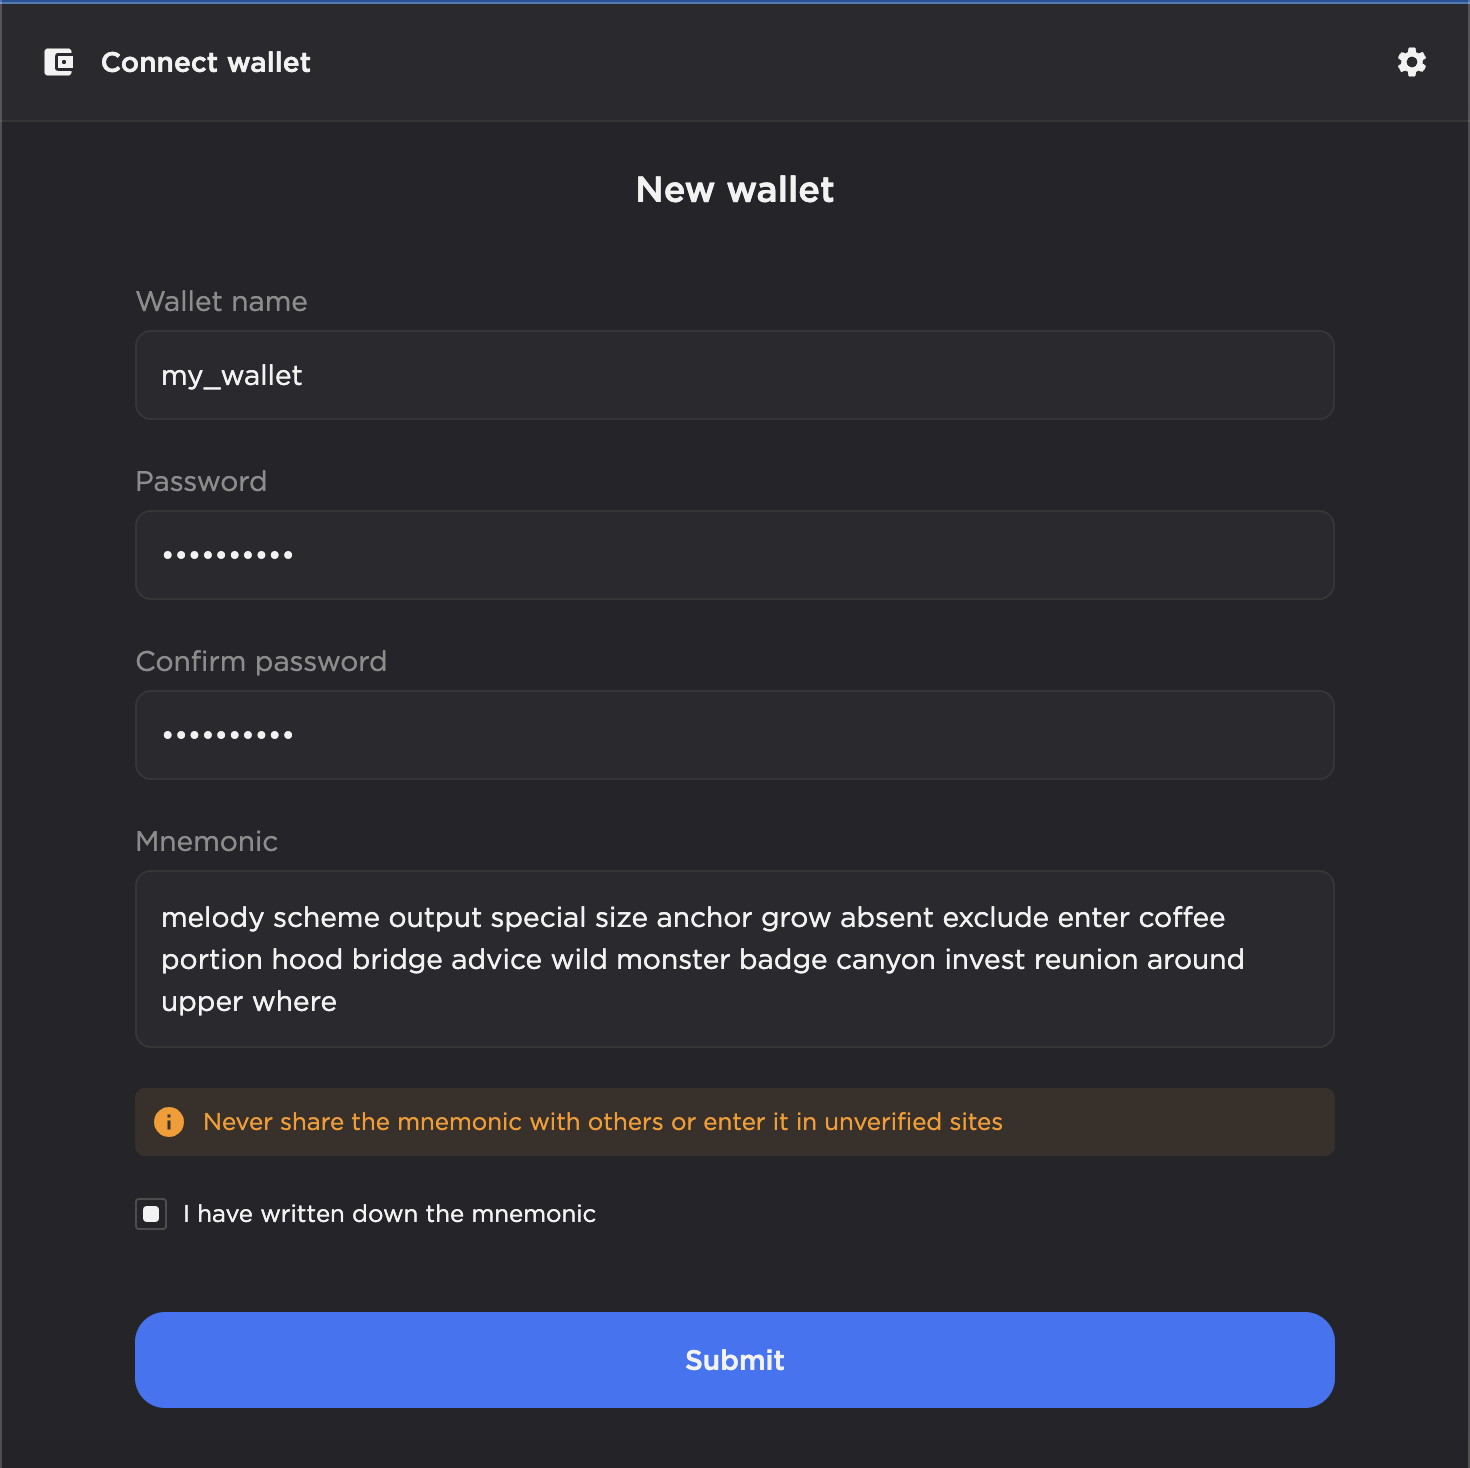 Connect wallet
New wallet
Wallet name
my_wallet
Password
••••••••••
Confirm password
••••••••••
Mnemonic
melody scheme output special size anchor grow absent exclude enter coffee
portion hood bridge advice wild monster badge canyon invest reunion around
upper where
Never share the mnemonic with others or enter it in unverified sites
I have written down the mnemonic
Submit